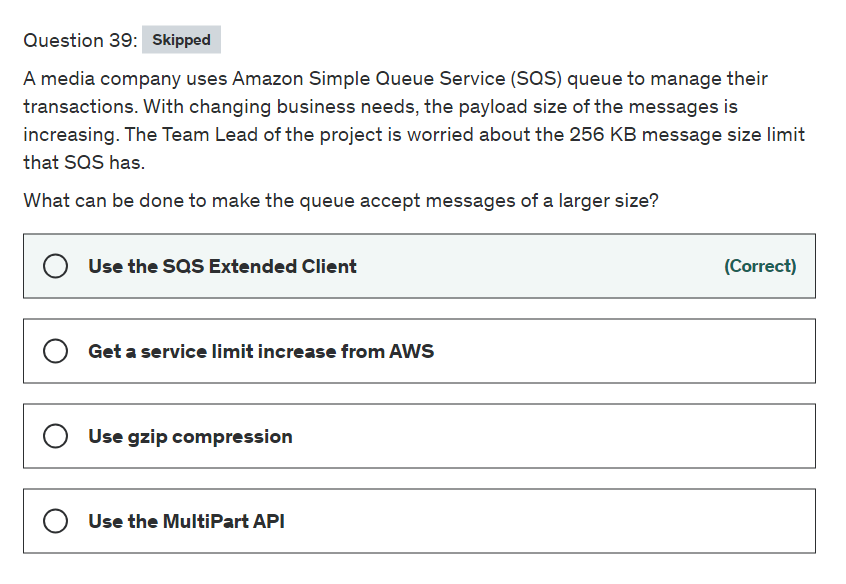 Question 39: Skipped
A media company uses Amazon Simple Queue Service (SQS) queue to manage their
transactions. With changing business needs, the payload size of the messages is
increasing. The Team Lead of the project is worried about the 256 KB message size limit
that SQS has.
What can be done to make the queue accept messages of a larger size?
Use the SQS Extended Client (Correct)
Get a service limit increase from AWS
Use gzip compression
Use the MultiPart API